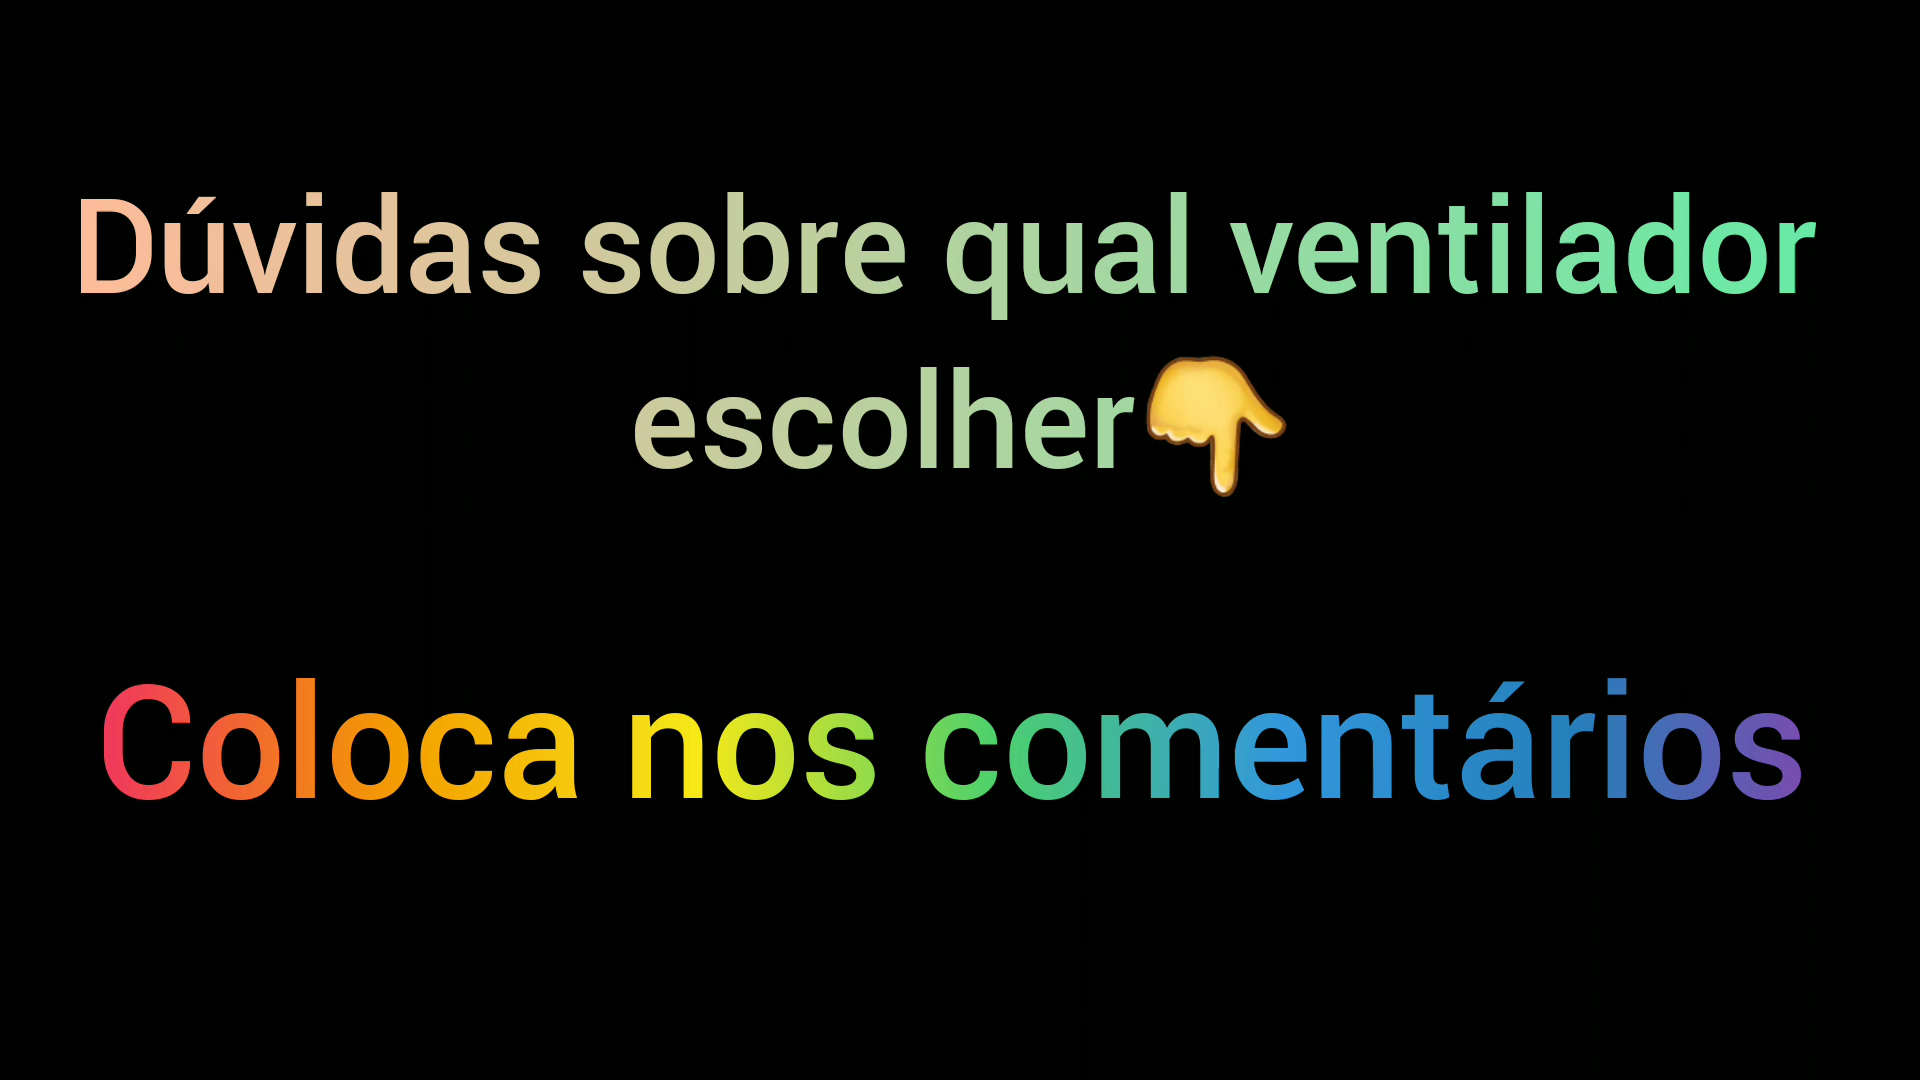 Dúvidas sobre qual ventilador
escolher👇
Coloca nos comentários